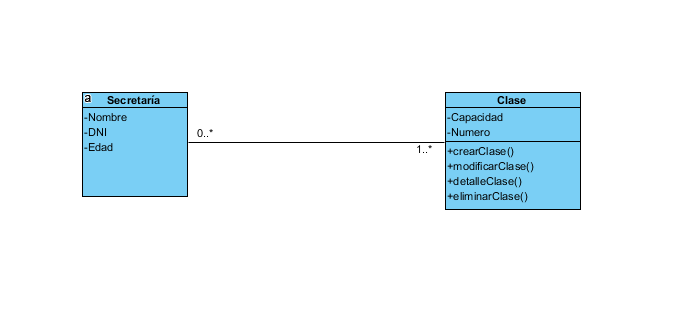 a Secretaría
-Nombre
-DNI
-Edad
0..*
1..*
Clase
-Capacidad
-Numero
+crearClase()
+modificarClase()
+detalleClase()
+eliminarClase()